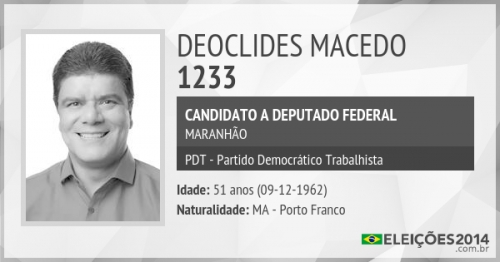 DEOCLIDES MACEDO
1233
CANDIDATO A DEPUTADO FEDERAL
MARANHÃO
PDT - Partido Democrático Trabalhista
Idade: 51 anos (09-12-1962)
Naturalidade: MA - Porto Franco
ELEIÇÕES2014
.com.br